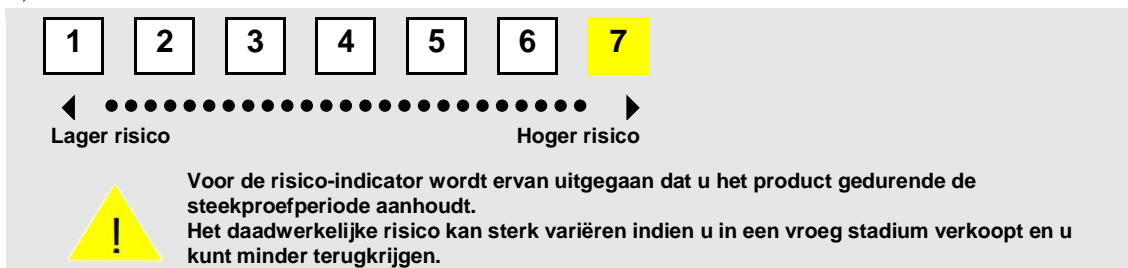 1 2 3 4 5 6 7
Lager risico Hoger risico
!
Voor de risico-indicator wordt ervan uitgegaan dat u het product gedurende de
steekproefperiode aanhoudt.
Het daadwerkelijke risico kan sterk variëren indien u in een vroeg stadium verkoopt en u
kunt minder terugkrijgen.